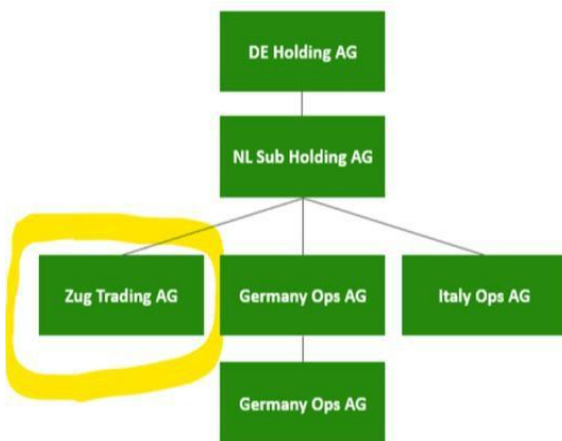 DE Holding AG
NL Sub Holding AG
Zug Trading AG
Germany Ops AG
Italy Ops AG
Germany Ops AG